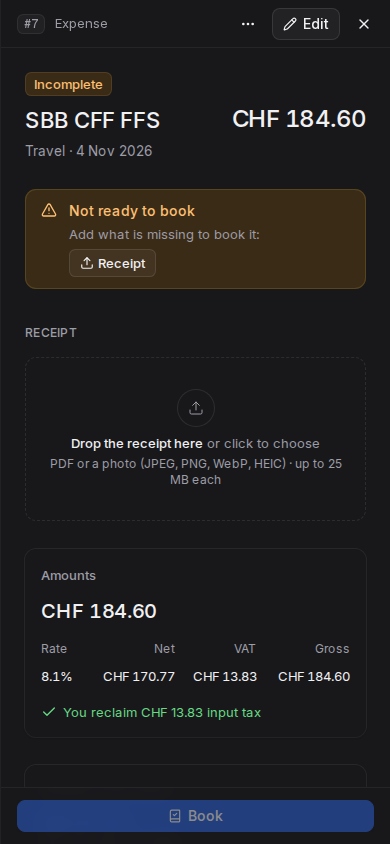 #7 Expense ... Edit
Incomplete
SBB CFF FFS CHF 184.60
Travel · 4 Nov 2026
Not ready to book
Add what is missing to book it:
Receipt
RECEIPT
Drop the receipt here or click to choose
PDF or a photo (JPEG, PNG, WebP, HEIC) · up to 25
MB each
Amounts
CHF 184.60
Rate Net VAT Gross
8.1% CHF 170.77 CHF 13.83 CHF 184.60
You reclaim CHF 13.83 input tax
Book